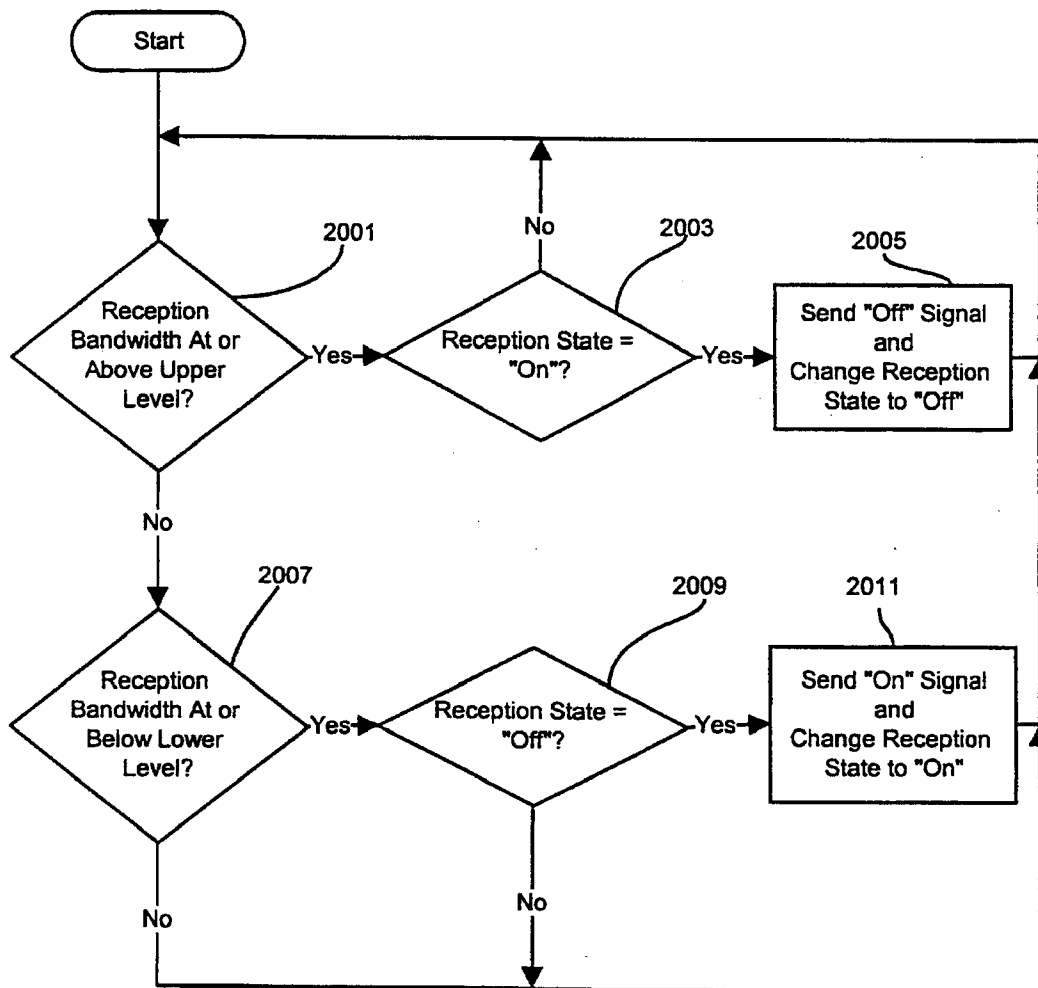 Start
No
2001
2003
2005
Reception
Bandwidth At or
Above Upper
Level?
Yes
Reception State =
"On"?
Yes
Send "Off" Signal
and
Change Reception
State to "Off"
No
2007
2009
2011
Reception
Bandwidth At or
Below Lower
Level?
Yes
Reception State =
"Off"?
Yes
Send "On" Signal
and
Change Reception
State to "On"
No
No